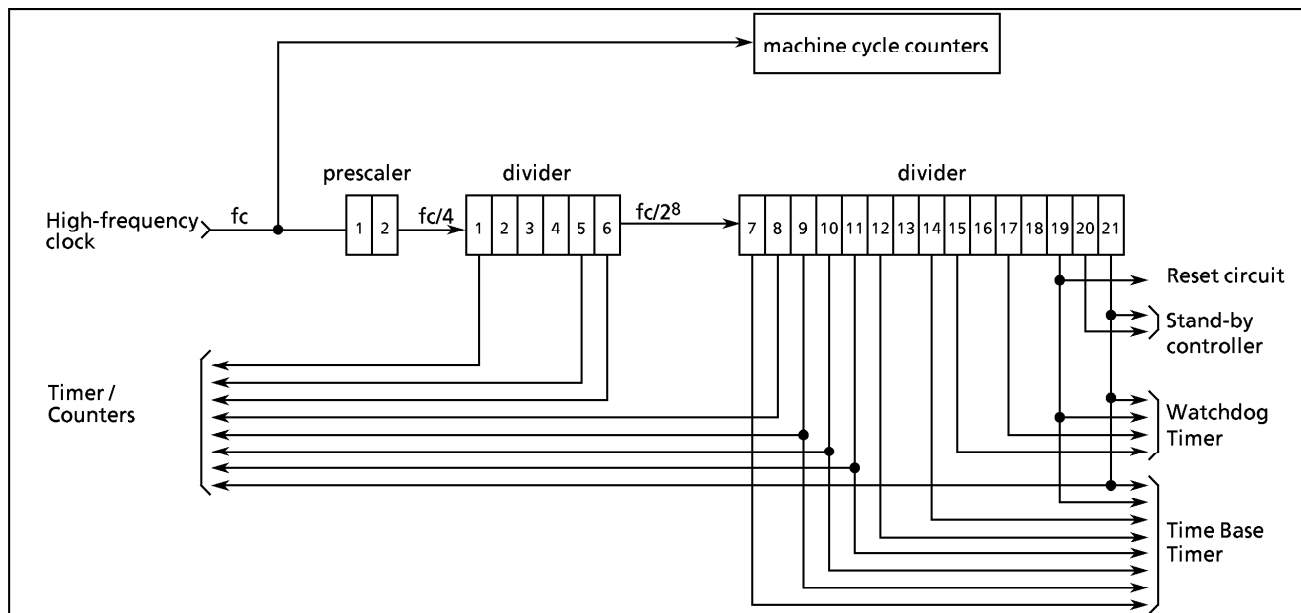 machine cycle counters
prescaler
divider
divider
High-frequency
clock
fc
1 2
fc/4
1 2 3 4 5 6
fc/2⁸
7 8 9 10 11 12 13 14 15 16 17 18 19 20 21
Reset circuit
Stand-by
controller
Timer /
Counters
Watchdog
Timer
Time Base
Timer